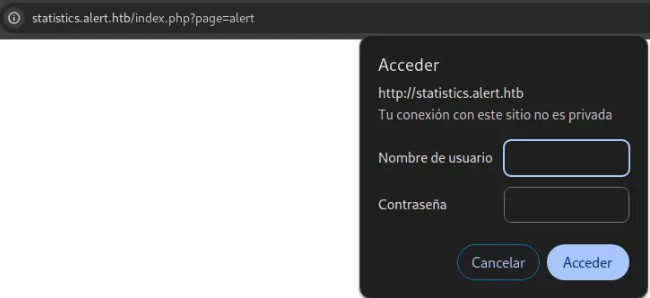 statistics.alert.htb/index.php?page=alert
Acceder
http://statistics.alert.htb
Tu conexión con este sitio no es privada
Nombre de usuario
Contraseña
Cancelar
Acceder